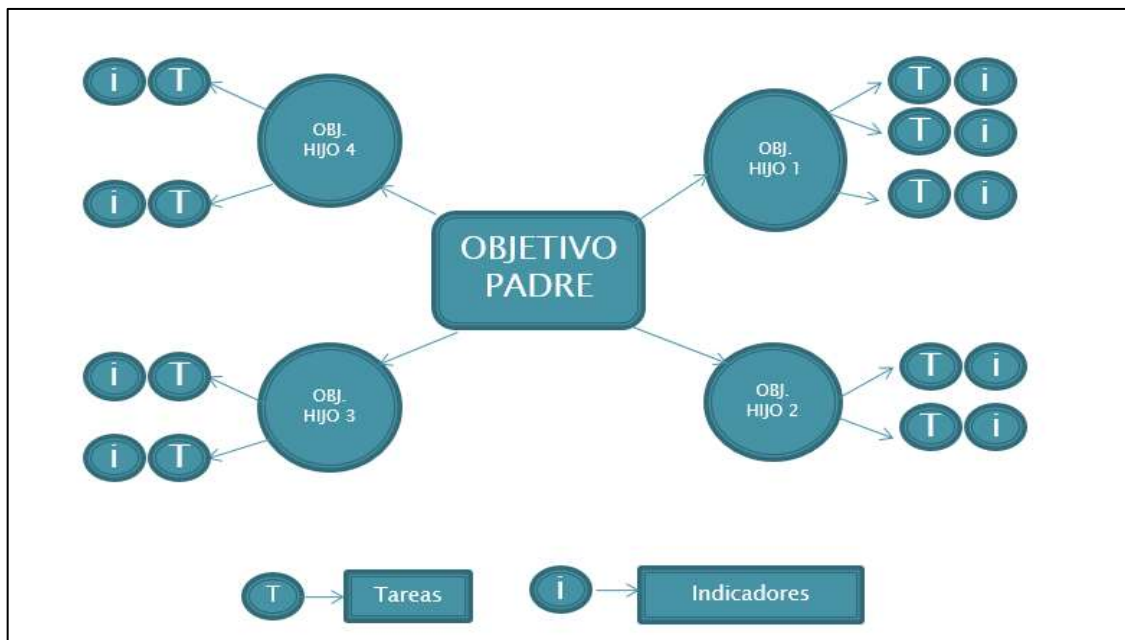 i T
OBJ.
HIJO 4
i T
OBJ.
HIJO 1
T i
T i
T i
OBJETIVO
PADRE
i T
OBJ.
HIJO 3
i T
OBJ.
HIJO 2
T i
T i
T
Tareas
i
Indicadores